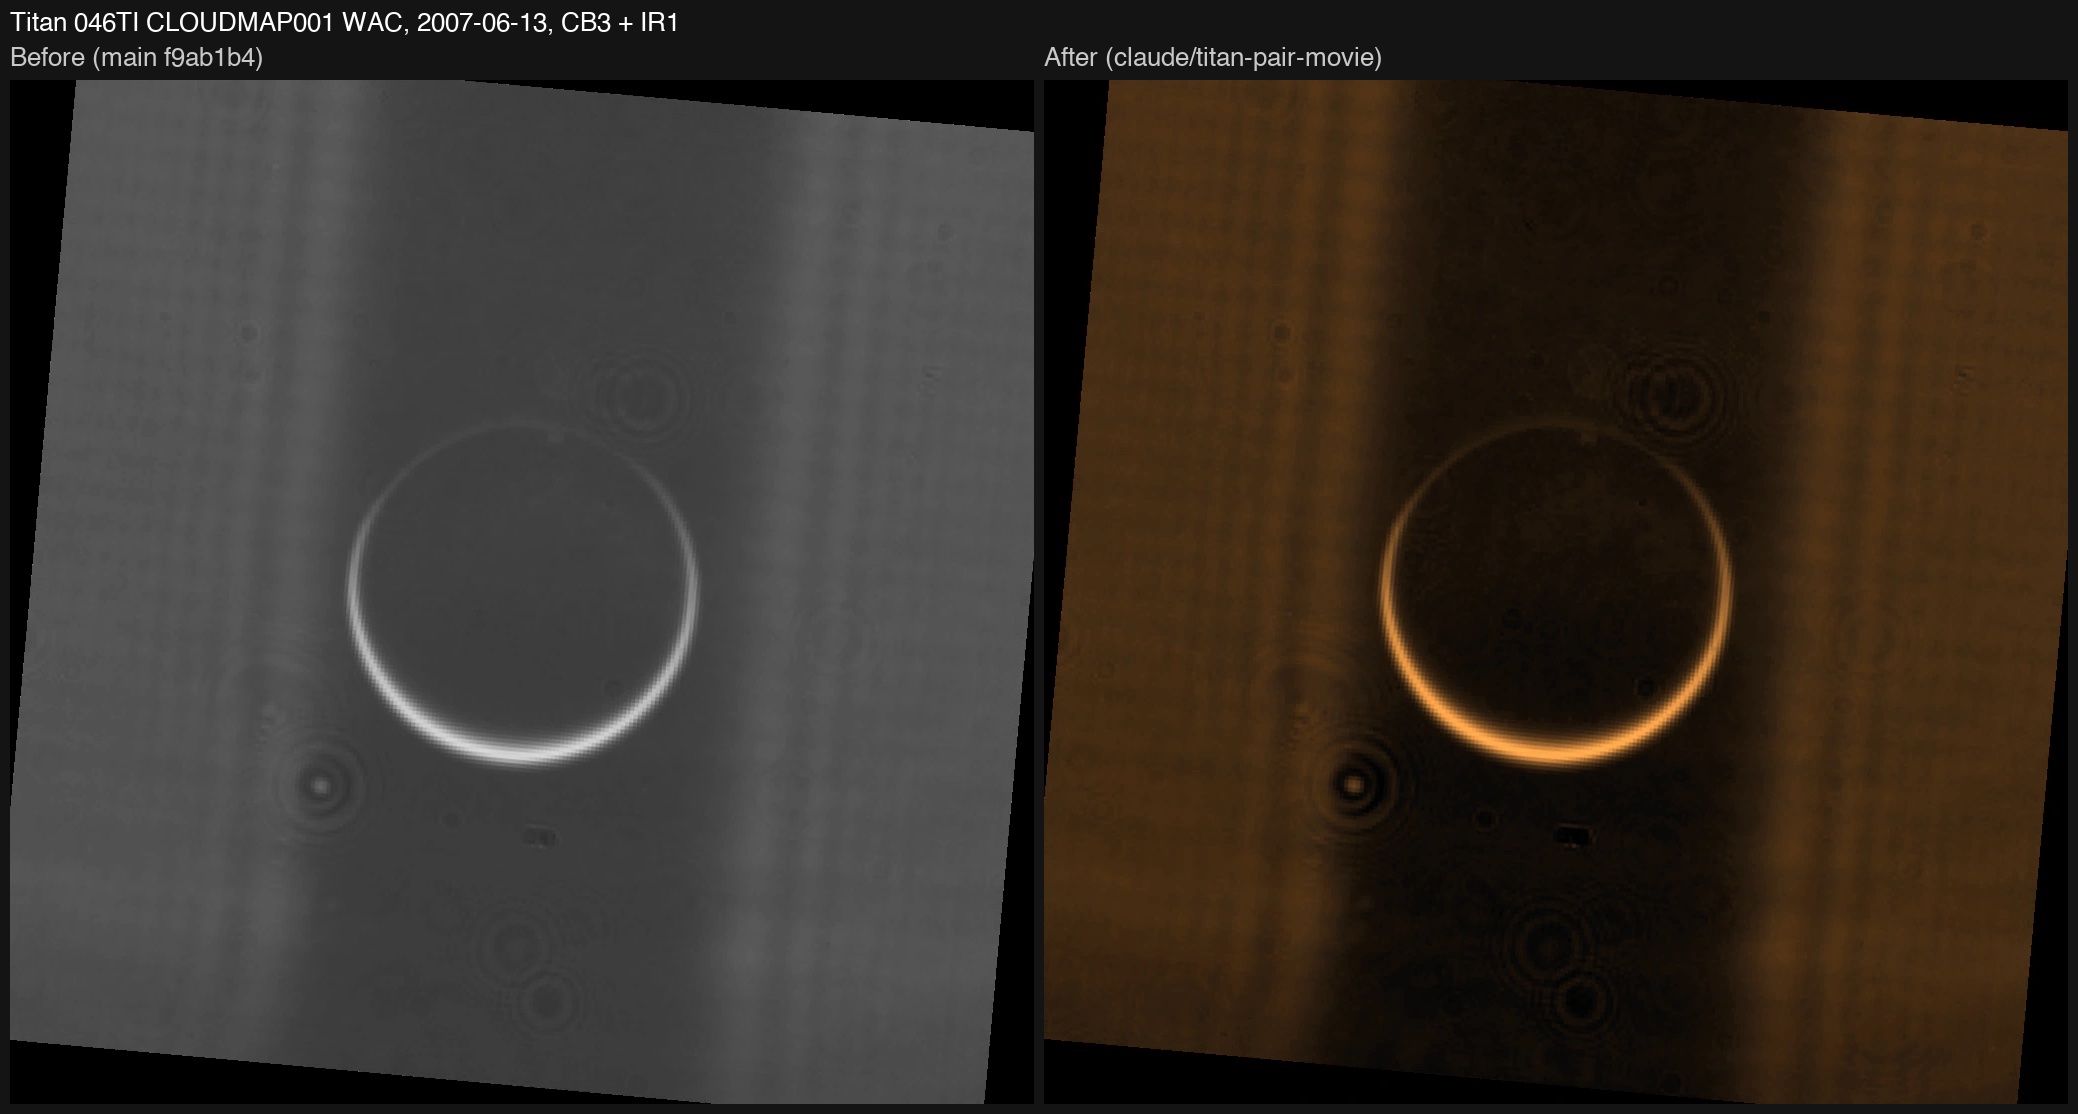 Titan 046TI CLOUDMAP001 WAC, 2007-06-13, CB3 + IR1
Before (main f9ab1b4)
After (claude/titan-pair-movie)